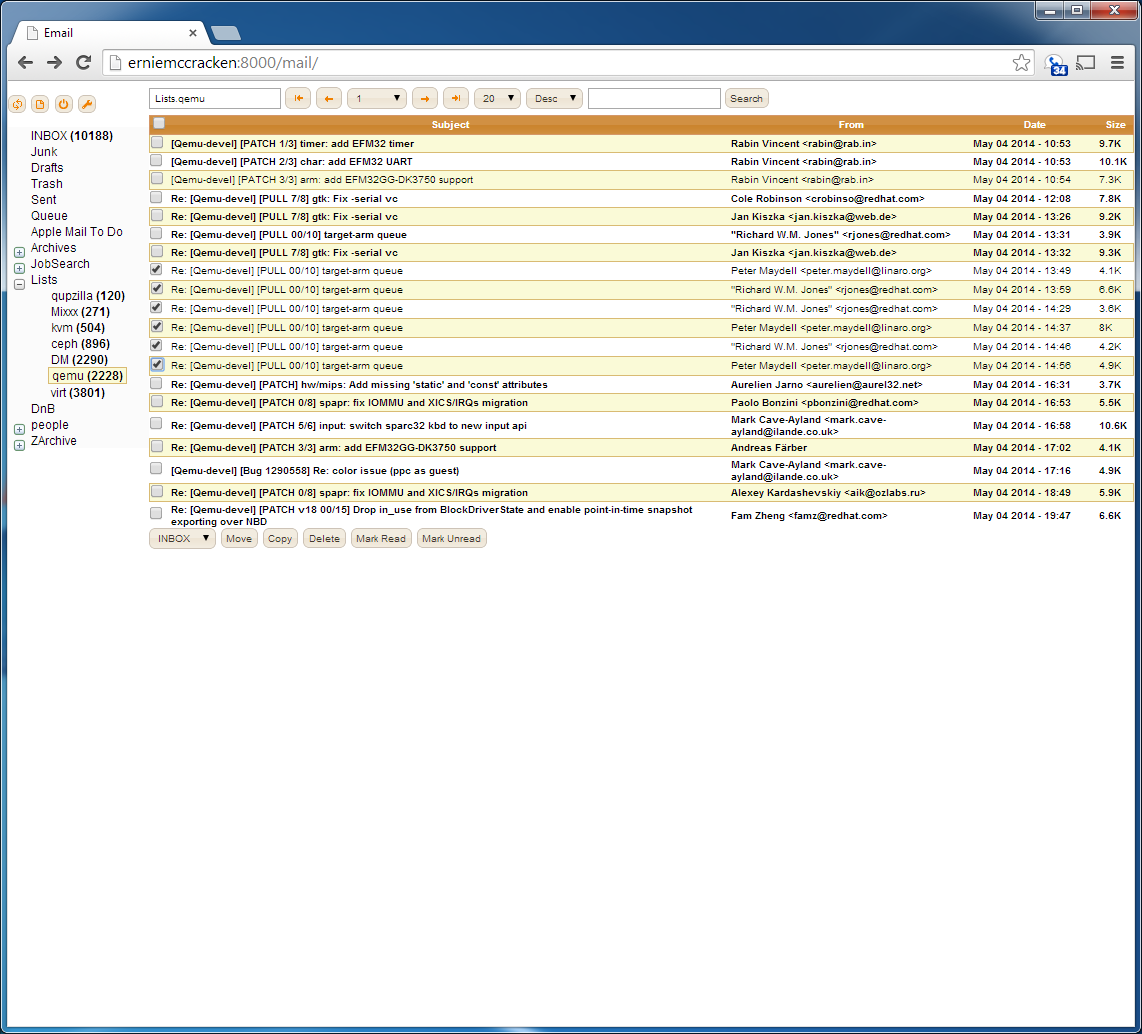 Email
erniemccracken:8000/mail/
34
Lists.qemu 1 20 Desc Search
Subject From Date Size
INBOX (10188)
Junk
Drafts
Trash
Sent
Queue
Apple Mail To Do
Archives
JobSearch
Lists
qupzilla (120)
Mixxx (271)
kvm (504)
ceph (896)
DM (2290)
qemu (2228)
virt (3801)
DnB
people
ZArchive
[Qemu-devel] [PATCH 1/3] timer: add EFM32 timer Rabin Vincent <rabin@rab.in> May 04 2014 - 10:53 9.7K
[Qemu-devel] [PATCH 2/3] char: add EFM32 UART Rabin Vincent <rabin@rab.in> May 04 2014 - 10:53 10.1K
[Qemu-devel] [PATCH 3/3] arm: add EFM32GG-DK3750 support Rabin Vincent <rabin@rab.in> May 04 2014 - 10:54 7.3K
Re: [Qemu-devel] [PULL 7/8] gtk: Fix -serial vc Cole Robinson <crobinso@redhat.com> May 04 2014 - 12:08 7.8K
Re: [Qemu-devel] [PULL 7/8] gtk: Fix -serial vc Jan Kiszka <jan.kiszka@web.de> May 04 2014 - 13:26 9.2K
Re: [Qemu-devel] [PULL 00/10] target-arm queue "Richard W.M. Jones" <rjones@redhat.com> May 04 2014 - 13:31 3.9K
Re: [Qemu-devel] [PULL 7/8] gtk: Fix -serial vc Jan Kiszka <jan.kiszka@web.de> May 04 2014 - 13:32 9.3K
Re: [Qemu-devel] [PULL 00/10] target-arm queue Peter Maydell <peter.maydell@linaro.org> May 04 2014 - 13:49 4.1K
Re: [Qemu-devel] [PULL 00/10] target-arm queue "Richard W.M. Jones" <rjones@redhat.com> May 04 2014 - 13:59 6.6K
Re: [Qemu-devel] [PULL 00/10] target-arm queue "Richard W.M. Jones" <rjones@redhat.com> May 04 2014 - 14:29 3.6K
Re: [Qemu-devel] [PULL 00/10] target-arm queue Peter Maydell <peter.maydell@linaro.org> May 04 2014 - 14:37 8K
Re: [Qemu-devel] [PULL 00/10] target-arm queue "Richard W.M. Jones" <rjones@redhat.com> May 04 2014 - 14:46 4.2K
Re: [Qemu-devel] [PULL 00/10] target-arm queue Peter Maydell <peter.maydell@linaro.org> May 04 2014 - 14:56 4.9K
Re: [Qemu-devel] [PATCH] hw/mips: Add missing 'static' and 'const' attributes Aurelien Jarno <aurelien@aurel32.net> May 04 2014 - 16:31 3.7K
Re: [Qemu-devel] [PATCH 0/8] spapr: fix IOMMU and XICS/IRQs migration Paolo Bonzini <pbonzini@redhat.com> May 04 2014 - 16:53 5.5K
Re: [Qemu-devel] [PATCH 5/6] input: switch sparc32 kbd to new input api Mark Cave-Ayland <mark.cave-
ayland@ilande.co.uk> May 04 2014 - 16:58 10.6K
Re: [Qemu-devel] [PATCH 3/3] arm: add EFM32GG-DK3750 support Andreas Färber May 04 2014 - 17:02 4.1K
[Qemu-devel] [Bug 1290558] Re: color issue (ppc as guest) Mark Cave-Ayland <mark.cave-
ayland@ilande.co.uk> May 04 2014 - 17:16 4.9K
Re: [Qemu-devel] [PATCH 0/8] spapr: fix IOMMU and XICS/IRQs migration Alexey Kardashevskiy <aik@ozlabs.ru> May 04 2014 - 18:49 5.9K
Re: [Qemu-devel] [PATCH v18 00/15] Drop in_use from BlockDriverState and enable point-in-time snapshot
exporting over NBD Fam Zheng <famz@redhat.com> May 04 2014 - 19:47 6.6K
INBOX Move Copy Delete Mark Read Mark Unread